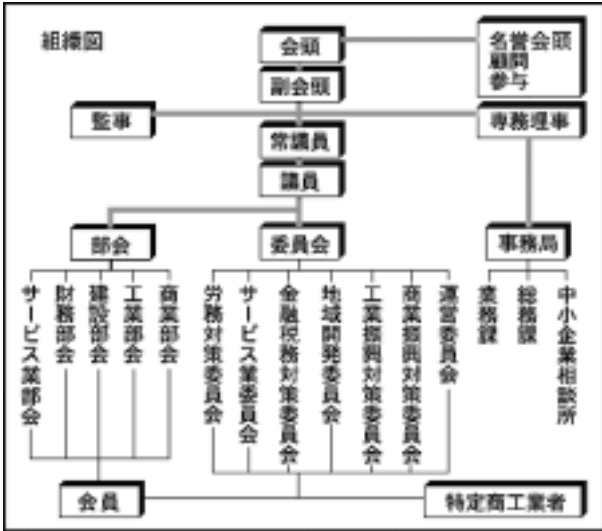 組織図
会頭
名誉会頭
顧問
参与
副会頭
監事
専務理事
常議員
議員
部会
委員会
事務局
サービス業部会
財務部会
建設部会
工業部会
商業部会
労務対策委員会
サービス業委員会
金融税務対策委員会
地域開発委員会
工業振興対策委員会
商業振興対策委員会
運営委員会
業務課
総務課
中小企業相談所
会員
特定商工業者